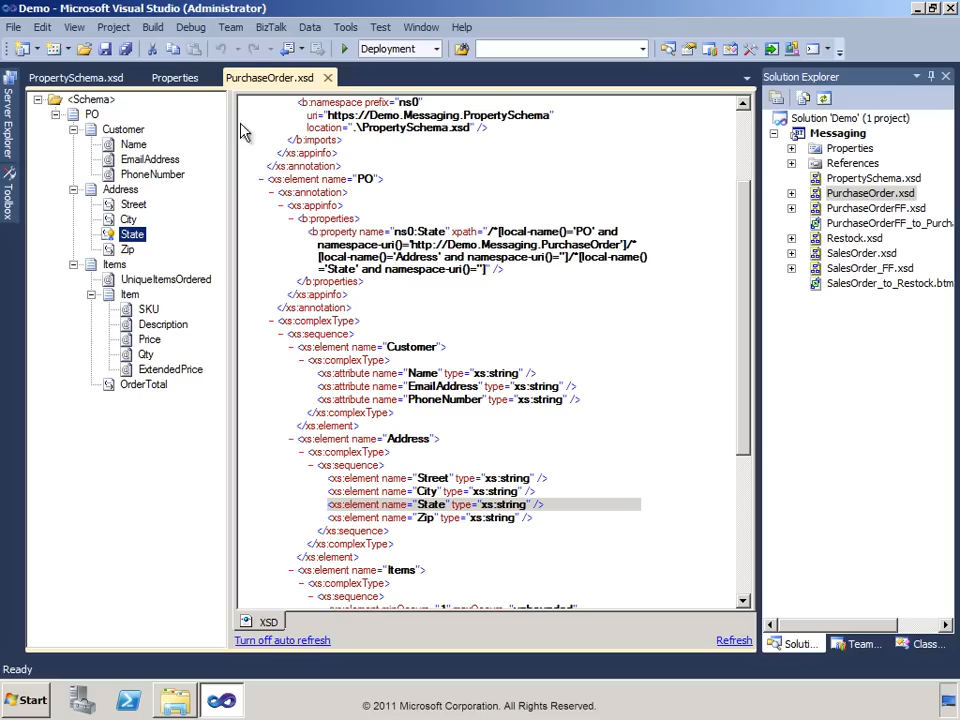 Demo - Microsoft Visual Studio (Administrator)
File Edit View Project Build Debug Team BizTalk Data Tools Test Window Help
Deployment
PropertySchema.xsd Properties PurchaseOrder.xsd
Server Explorer
Toolbox
<Schema>
PO
Customer
Name
EmailAddress
PhoneNumber
Address
Street
City
State
Zip
Items
UniqueItemsOrdered
Item
SKU
Description
Price
Qty
ExtendedPrice
OrderTotal
<b:namespace prefix="ns0"
uri="https://Demo.Messaging.PropertySchema"
location=".\PropertySchema.xsd" />
</b:imports>
</xs:appinfo>
</xs:annotation>
− <xs:element name="PO">
− <xs:annotation>
− <xs:appinfo>
− <b:properties>
<b:property name="ns0:State" xpath="/*[local-name()='PO' and
namespace-uri()='http://Demo.Messaging.PurchaseOrder']/*
[local-name()='Address' and namespace-uri()='']/*[local-name()
='State' and namespace-uri()='']" />
</b:properties>
</xs:appinfo>
</xs:annotation>
− <xs:complexType>
− <xs:sequence>
− <xs:element name="Customer">
− <xs:complexType>
<xs:attribute name="Name" type="xs:string" />
<xs:attribute name="EmailAddress" type="xs:string" />
<xs:attribute name="PhoneNumber" type="xs:string" />
</xs:complexType>
</xs:element>
− <xs:element name="Address">
− <xs:complexType>
− <xs:sequence>
<xs:element name="Street" type="xs:string" />
<xs:element name="City" type="xs:string" />
<xs:element name="State" type="xs:string" />
<xs:element name="Zip" type="xs:string" />
</xs:sequence>
</xs:complexType>
</xs:element>
− <xs:element name="Items">
− <xs:complexType>
− <xs:sequence>
XSD
Turn off auto refresh Refresh
Solution Explorer
Solution 'Demo' (1 project)
Messaging
Properties
References
PropertySchema.xsd
PurchaseOrder.xsd
PurchaseOrderFF.xsd
PurchaseOrderFF_to_Purch
Restock.xsd
SalesOrder.xsd
SalesOrder_FF.xsd
SalesOrder_to_Restock.btm
Soluti... Team... Class...
Ready
Start
© 2011 Microsoft Corporation. All Rights Reserved.